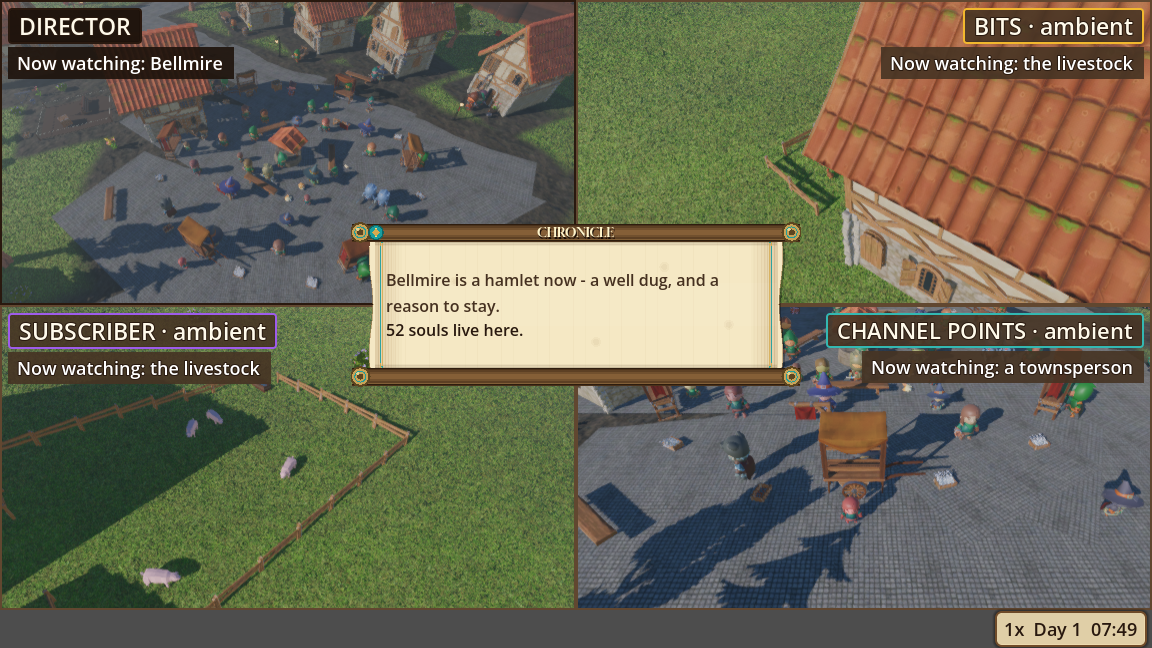 DIRECTOR
Now watching: Bellmire
BITS · ambient
Now watching: the livestock
CHRONICLE
Bellmire is a hamlet now - a well dug, and a
reason to stay.
52 souls live here.
SUBSCRIBER · ambient
Now watching: the livestock
CHANNEL POINTS · ambient
Now watching: a townsperson
1x Day 1 07:49